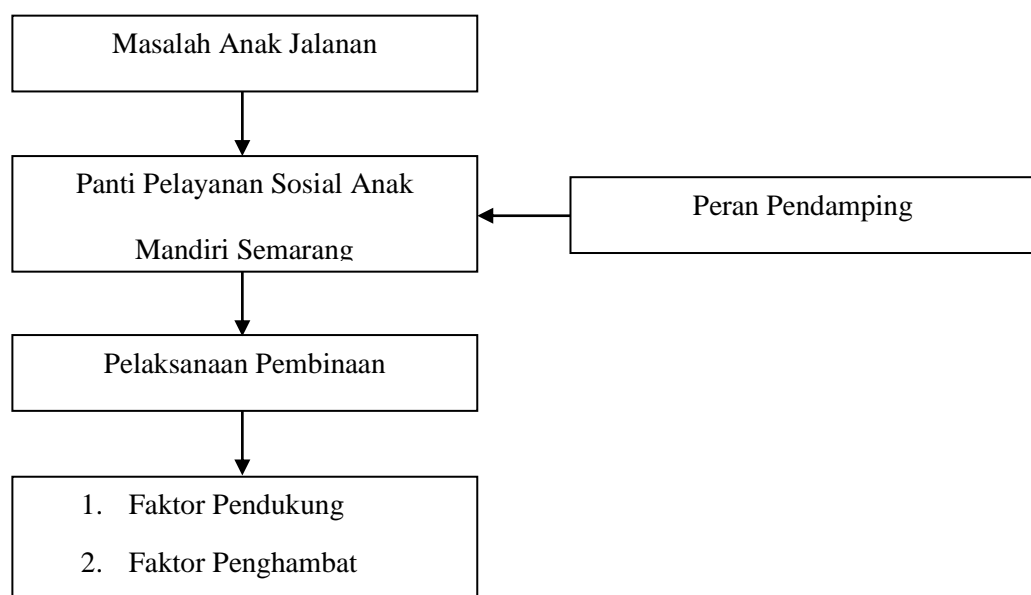 Masalah Anak Jalanan
Panti Pelayanan Sosial Anak
Mandiri Semarang
Peran Pendamping
Pelaksanaan Pembinaan
1. Faktor Pendukung
2. Faktor Penghambat